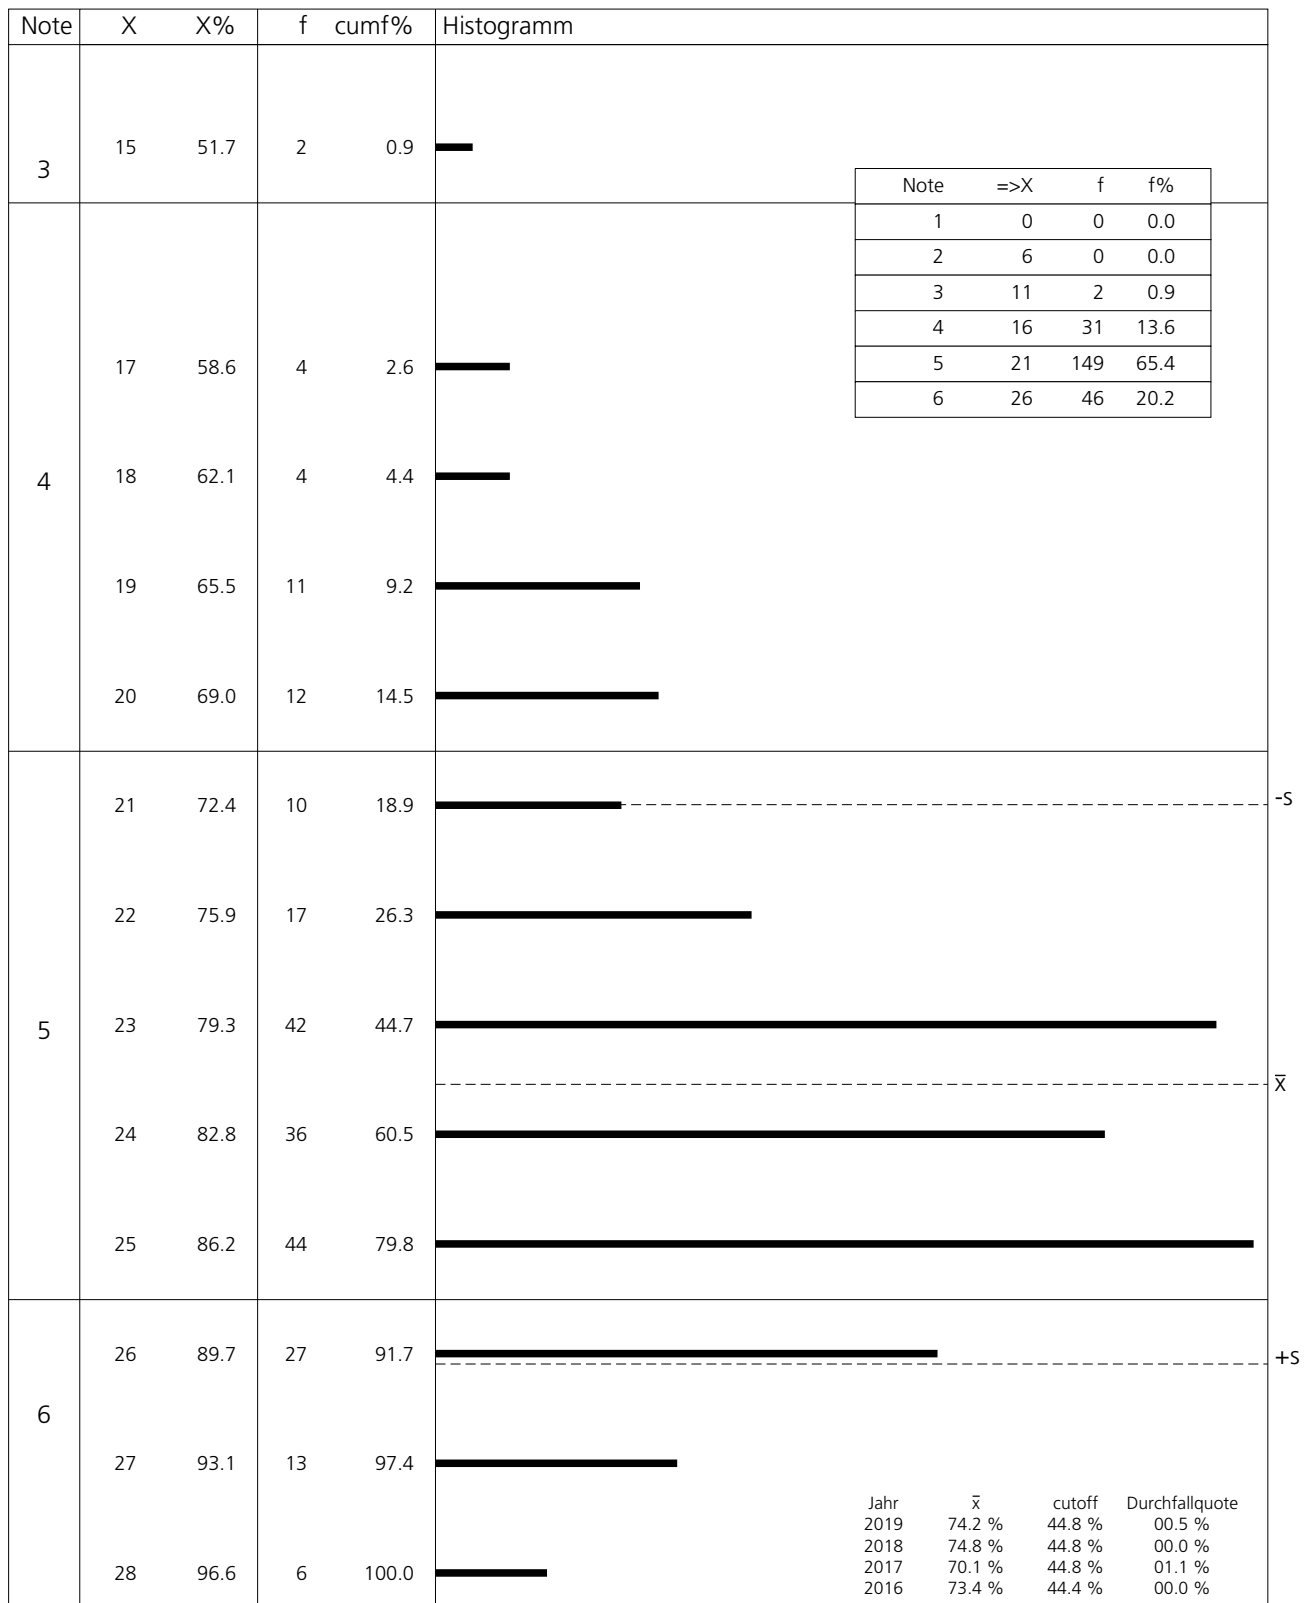 Note X X% f cumf% Histogramm
15 51.7 2 0.9
3
Note =>X f f%
1 0 0 0.0
2 6 0 0.0
3 11 2 0.9
4 16 31 13.6
5 21 149 65.4
6 26 46 20.2
17 58.6 4 2.6
4 18 62.1 4 4.4
19 65.5 11 9.2
20 69.0 12 14.5
21 72.4 10 18.9 -s
22 75.9 17 26.3
5 23 79.3 42 44.7
x̄
24 82.8 36 60.5
25 86.2 44 79.8
26 89.7 27 91.7 +s
6
27 93.1 13 97.4
28 96.6 6 100.0
Jahr x̄ cutoff Durchfallquote
2019 74.2 % 44.8 % 00.5 %
2018 74.8 % 44.8 % 00.0 %
2017 70.1 % 44.8 % 01.1 %
2016 73.4 % 44.4 % 00.0 %